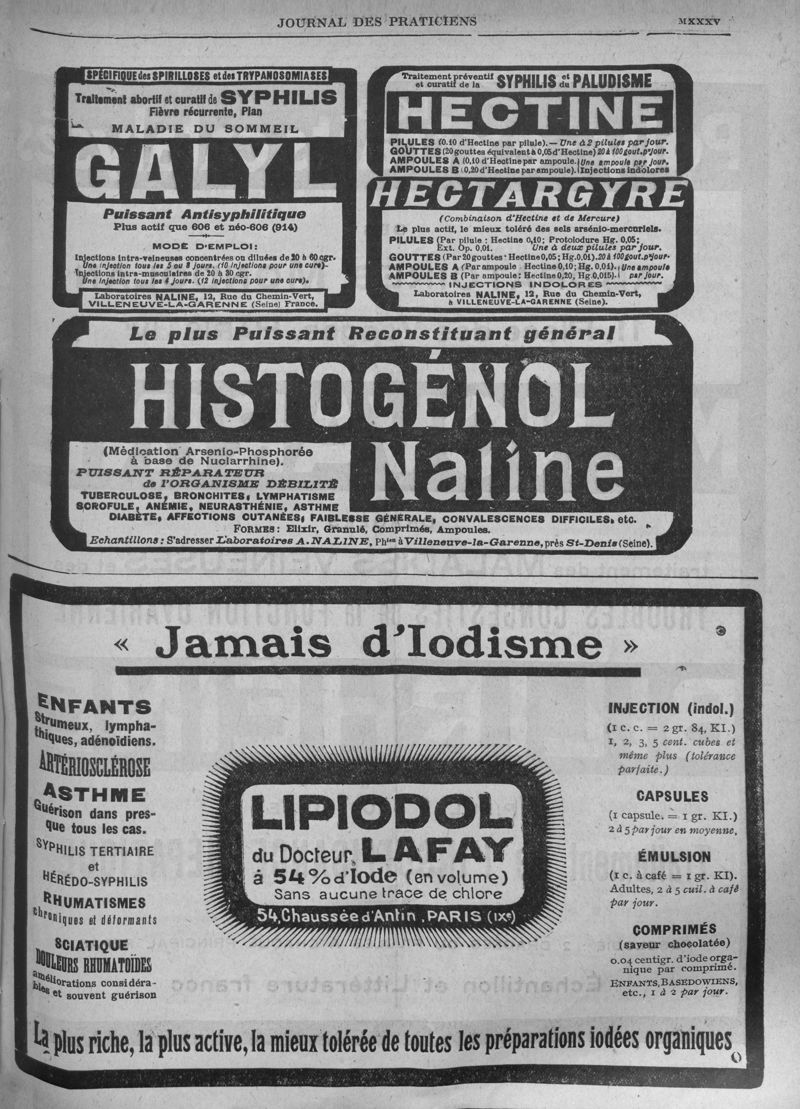 JOURNAL DES PRATICIENS
MXXXV
SPÉCIFIQUE des SPIRILLOSES et des TRYPANOSOMIASES
Traitement abortif et curatif de SYPHILIS
Fièvre récurrente, Pian
MALADIE DU SOMMEIL
GALYL
Puissant Antisyphilitique
Plus actif que 606 et néo-606 (914)
MODE D'EMPLOI:
Injections intra-veineuses concentrées ou diluées de 20 à 60 cgr.
Une injection tous les 5 ou 8 jours. (10 injections pour une cure)-
Injections intra-musculaires de 20 à 30 cgr.
Une injection tous les 4 jours. (12 injections pour une cure).
Laboratoires NALINE, 12, Rue du Chemin-Vert,
VILLENEUVE-LA-GARENNE (Seine) France.
Traitement préventif et curatif de la SYPHILIS et du PALUDISME
HECTINE
PILULES (0.10 d'Hectine par pilule).— Une à 2 pilules par jour.
GOUTTES (20 gouttes équivalent à 0,05 d'Hectine) 20 à 100 gout. p. jour.
AMPOULES A (0,10 d'Hectine par ampoule. Une ampoule par jour.
AMPOULES B (0,20 d'Hectine par ampoule). Injections indolores
HECTARGYRE
(Combinaison d'Hectine et de Mercure)
Le plus actif, le mieux toléré des sels arsénio-mercuriels.
PILULES (Par pilule : Hectine 0,10; Protoiodure Hg. 0,05;
Ext. Op. 0,01. Une à deux pilules par jour.
GOUTTES (Par 20 gouttes: Hectine 0,05; Hg. 0,01). 20 à 100 gout. p. jour.
AMPOULES A (Par ampoule : Hectine 0,10; Hg. 0,01). Une ampoule
AMPOULES B (Par ampoule: Hectine 0,20, Hg. 0,015). par jour.
INJECTIONS INDOLORES
Laboratoires NALINE, 12, Rue du Chemin-Vert,
à VILLENEUVE-LA-GARENNE (Seine).
Le plus Puissant Reconstituant général
HISTOGÉNOL
Naline
(Médication Arsenio-Phosphorée
à base de Nuclarrhine).
PUISSANT RÉPARATEUR
de l'ORGANISME DÉBILITÉ
TUBERCULOSE, BRONCHITES, LYMPHATISME
SCROFULE, ANÉMIE, NEURASTHÉNIE, ASTHME
DIABÈTE, AFFECTIONS CUTANÉES, FAIBLESSE GÉNÉRALE, CONVALESCENCES DIFFICILES, etc.
FORMES: Elixir, Granulé, Comprimés, Ampoules.
Echantillons : S'adresser Laboratoires A. NALINE, Phien à Villeneuve-la-Garenne, près St-Denis (Seine).
« Jamais d'Iodisme »
ENFANTS
Strumeux, lympha-
thiques, adénoïdiens.
ARTÉRIOSCLÉROSE
ASTHME
Guérison dans pres-
que tous les cas.
SYPHILIS TERTIAIRE
et
HÉRÉDO-SYPHILIS
RHUMATISMES
chroniques et déformants
SCIATIQUE
DOULEURS RHUMATOÏDES
améliorations considéra-
bles et souvent guérison
LIPIODOL
du Docteur LAFAY
à 54% d'Iode (en volume)
Sans aucune trace de chlore
54, Chaussée d'Antin, PARIS (IXe)
INJECTION (indol.)
(1 c. c. = 2 gr. 84, KI.)
1, 2, 3, 5 cent. cubes et
même plus (tolérance
parfaite.)
CAPSULES
(1 capsule. = 1 gr. KI.)
2 à 5 par jour en moyenne.
ÉMULSION
(1 c. à café = 1 gr. KI).
Adultes, 2 à 5 cuil. à café
par jour.
COMPRIMÉS
(saveur chocolatée)
0.04 centigr. d'iode orga-
nique par comprimé.
ENFANTS, BASEDOWIENS,
etc., 1 à 2 par jour.
La plus riche, la plus active, la mieux tolérée de toutes les préparations iodées organiques